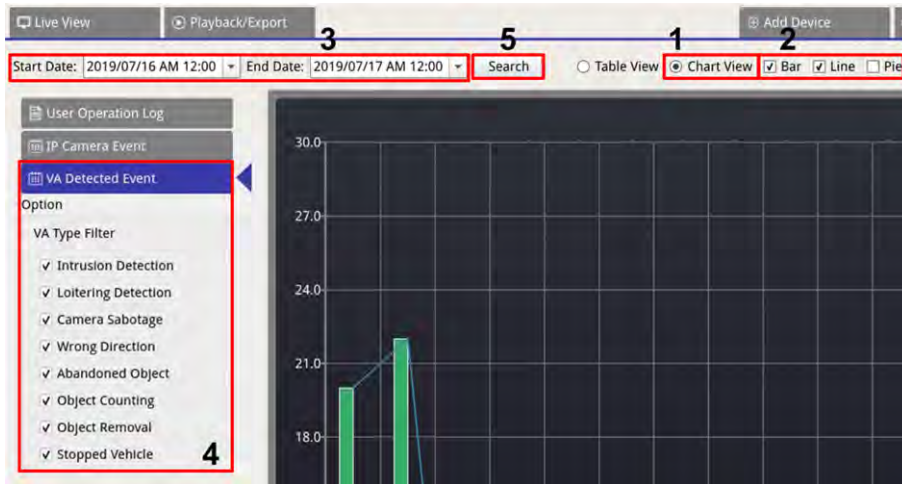 Live View Playback/Export Add Device
3 5 1 2
Start Date: 2019/07/16 AM 12:00 End Date: 2019/07/17 AM 12:00 Search Table View Chart View Bar Line Pie
User Operation Log
IP Camera Event
VA Detected Event
Option
VA Type Filter
Intrusion Detection
Loitering Detection
Camera Sabotage
Wrong Direction
Abandoned Object
Object Counting
Object Removal
Stopped Vehicle 4
30.0
27.0
24.0
21.0
18.0